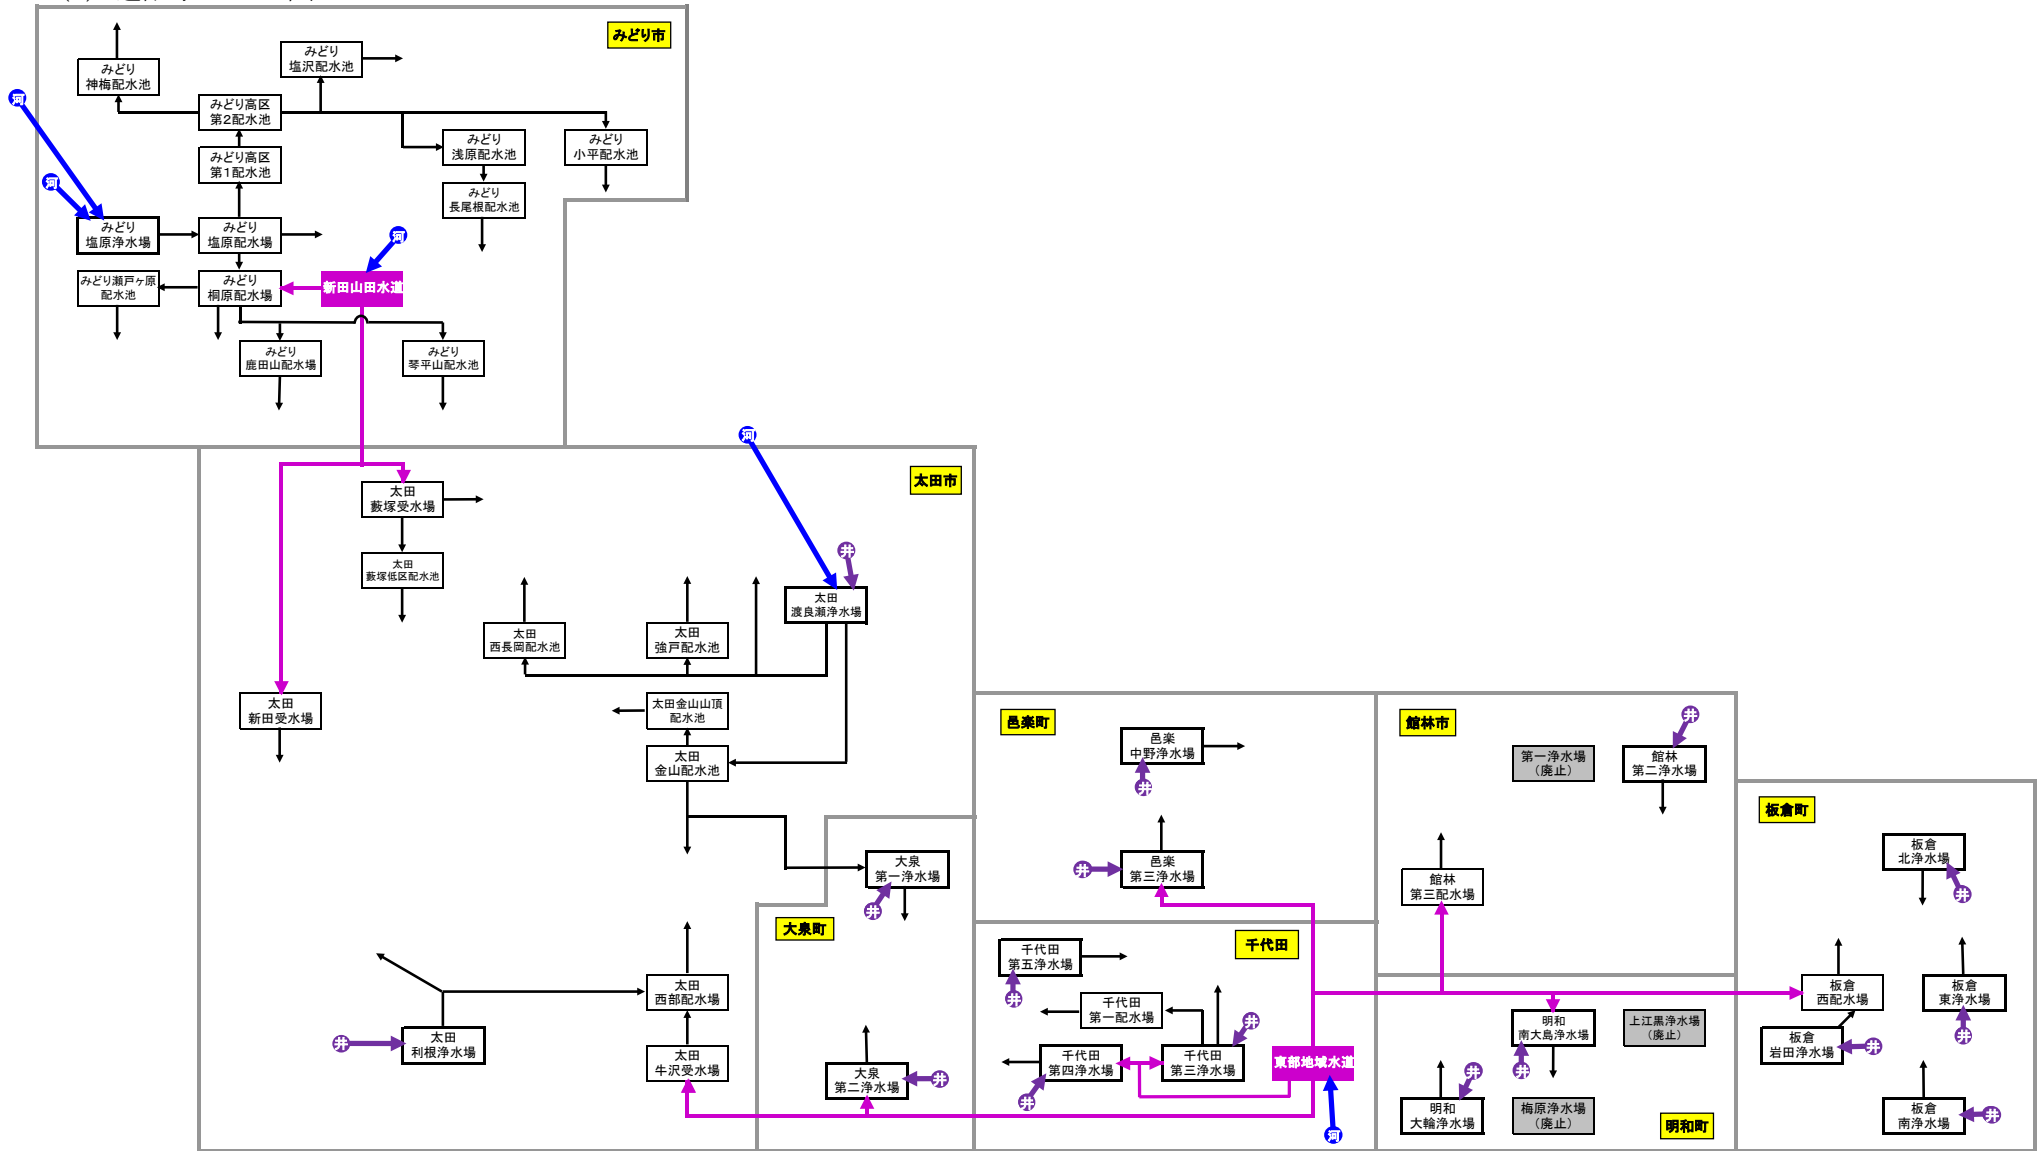 みどり市
みどり
神梅配水池
みどり
塩沢配水池
河
みどり高区
第2配水池
みどり
浅原配水池
みどり
小平配水池
みどり高区
第1配水池
河
みどり
長尾根配水池
みどり
塩原浄水場
みどり
塩原配水場
河
みどり瀬戸ヶ原
配水池
みどり
桐原配水場
新田山田水道
みどり
鹿田山配水場
みどり
琴平山配水池
河
太田市
太田
藪塚受水場
太田
藪塚低区配水池
井
太田
渡良瀬浄水場
太田
西長岡配水池
太田
強戸配水池
太田
新田受水場
太田金山山頂
配水池
太田
金山配水池
邑楽町
邑楽
中野浄水場
井
館林市
井
第一浄水場
(廃止)
館林
第二浄水場
板倉町
大泉
第一浄水場
井
井
邑楽
第三浄水場
館林
第三配水場
板倉
北浄水場
井
大泉町
千代田
千代田
第五浄水場
井
千代田
第一配水場
井
太田
西部配水場
井
太田
利根浄水場
太田
牛沢受水場
大泉
第二浄水場
井
千代田
第四浄水場
井
千代田
第三浄水場
東部地域水道
河
明和
南大島浄水場
井
上江黒浄水場
(廃止)
板倉
西配水場
板倉
東浄水場
井
板倉
岩田浄水場
井
井
明和
大輪浄水場
梅原浄水場
(廃止)
明和町
板倉
南浄水場
井